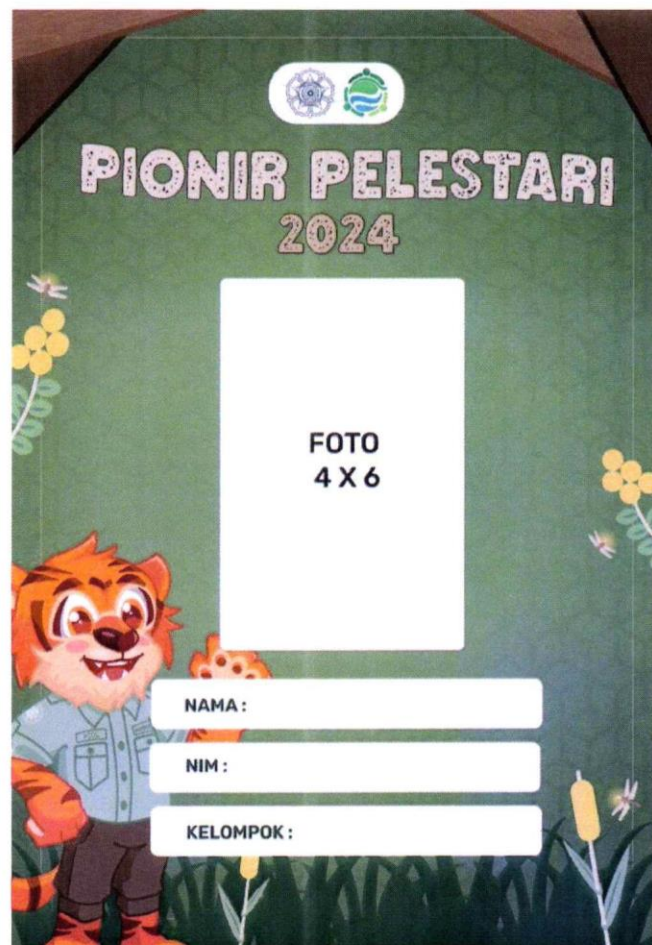 PIONIR PELESTARI
2024
FOTO
4 X 6
NAMA :
NIM :
KELOMPOK :